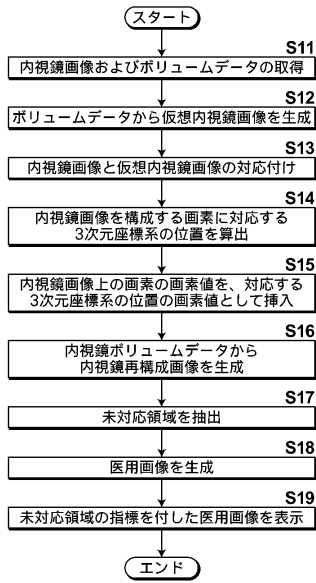 スタート
S11
内視鏡画像およびボリュームデータの取得
S12
ボリュームデータから仮想内視鏡画像を生成
S13
内視鏡画像と仮想内視鏡画像の対応付け
S14
内視鏡画像を構成する画素に対応する
3次元座標系の位置を算出
S15
内視鏡画像上の画素の画素値を、対応する
3次元座標系の位置の画素値として挿入
S16
内視鏡ボリュームデータから
内視鏡再構成画像を生成
S17
未対応領域を抽出
S18
医用画像を生成
S19
未対応領域の指標を付した医用画像を表示
エンド